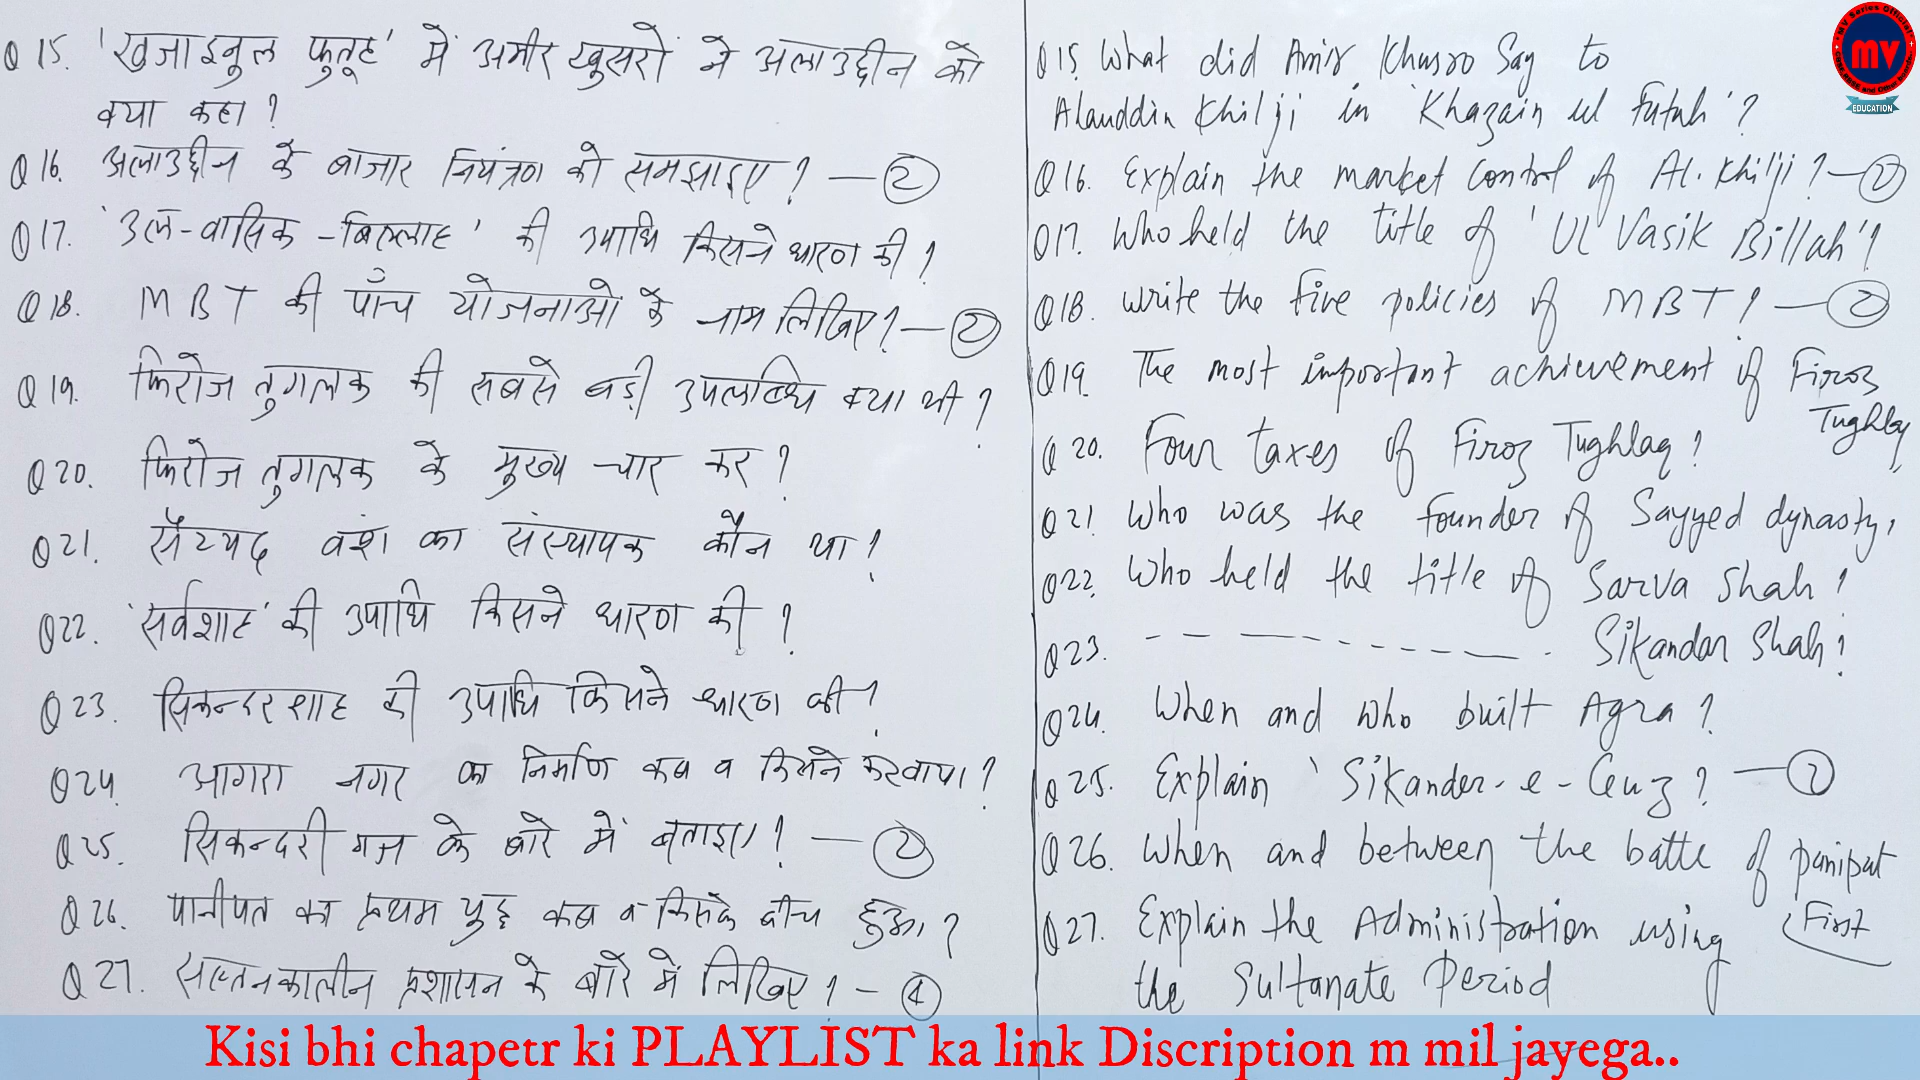 Q 15. 'खजाइनुल फुतूह' में अमीर खुसरो ने अलाउद्दीन को
क्या कहा ?
Q 16. अलाउद्दीन के बाजार नियंत्रण को समझाइए ? — 2
Q 17. 'उल-वासिक-बिल्लाह' की उपाधि किसने धारण की ?
Q 18. MBT की पाँच योजनाओं के नाम लिखिए ? — 2
Q 19. फिरोज तुगलक की सबसे बड़ी उपलब्धि क्या थी ?
Q 20. फिरोज तुगलक के मुख्य चार कर ?
Q 21. सैय्यद वंश का संस्थापक कौन था ?
Q 22. 'सर्वशाह' की उपाधि किसने धारण की ?
Q 23. सिकन्दर शाह की उपाधि किसने धारण की ?
Q 24. आगरा नगर का निर्माण कब व किसने करवाया ?
Q 25. सिकन्दरी गज के बारे में बताइए ? — 2
Q 26. पानीपत का प्रथम युद्ध कब व किसके बीच हुआ ?
Q 27. सल्तनकालीन प्रशासन के बारे में लिखिए ? — 4
Q 15. What did Amir Khusro Say to
Alauddin Khilji in 'Khazain ul Futuh' ?
Q 16. Explain the market Control of Al. Khilji ? — 2
Q 17. Who held the title of 'Ul Vasik Billah' ?
Q 18. Write the five policies of MBT ? — 2
Q 19. The most important achievement of Firoz
Tughlaq
Q 20. Four taxes of Firoz Tughlaq ?
Q 21. Who was the founder of Sayyed dynasty,
Q 22. Who held the title of Sarva Shah ?
Q 23. - - - - - - - - - - Sikandar Shah ?
Q 24. When and Who built Agra ?
Q 25. Explain 'Sikander-e-Guz ? — 2
Q 26. When and between the battle of panipat
(First
Q 27. Explain the Administration using
the Sultanate Period
MV Series Official
MV
EDUCATION
Kisi bhi chapetr ki PLAYLIST ka link Discription m mil jayega..